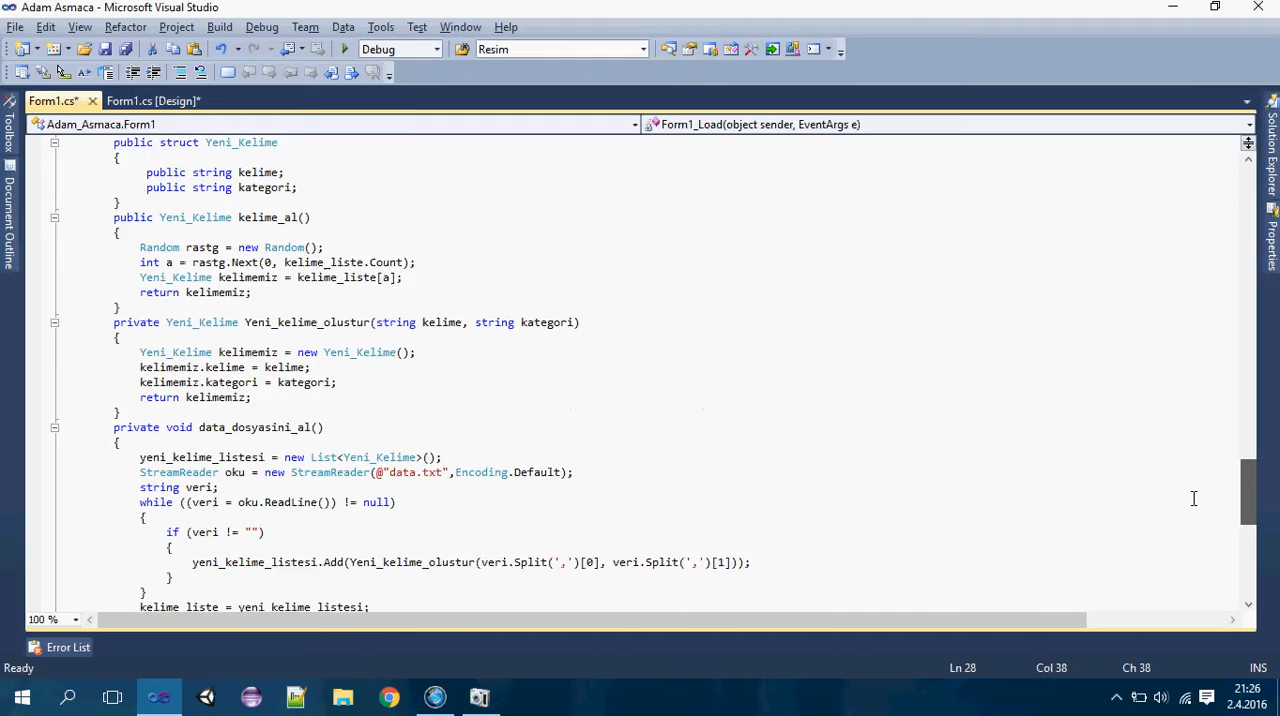 Adam Asmaca - Microsoft Visual Studio
File Edit View Refactor Project Build Debug Team Data Tools Test Window Help
Debug Resim
Form1.cs* Form1.cs [Design]*
Adam_Asmaca.Form1 Form1_Load(object sender, EventArgs e)
Toolbox
Document Outline
Solution Explorer
Properties
public struct Yeni_Kelime
{
public string kelime;
public string kategori;
}
public Yeni_Kelime kelime_al()
{
Random rastg = new Random();
int a = rastg.Next(0, kelime_liste.Count);
Yeni_Kelime kelimemiz = kelime_liste[a];
return kelimemiz;
}
private Yeni_Kelime Yeni_kelime_olustur(string kelime, string kategori)
{
Yeni_Kelime kelimemiz = new Yeni_Kelime();
kelimemiz.kelime = kelime;
kelimemiz.kategori = kategori;
return kelimemiz;
}
private void data_dosyasini_al()
{
yeni_kelime_listesi = new List<Yeni_Kelime>();
StreamReader oku = new StreamReader(@"data.txt",Encoding.Default);
string veri;
while ((veri = oku.ReadLine()) != null)
{
if (veri != "")
{
yeni_kelime_listesi.Add(Yeni_kelime_olustur(veri.Split(',')[0], veri.Split(',')[1]));
}
}
kelime_liste = yeni_kelime_listesi;
100 %
Error List
Ready Ln 28 Col 38 Ch 38 INS
21:26
2.4.2016